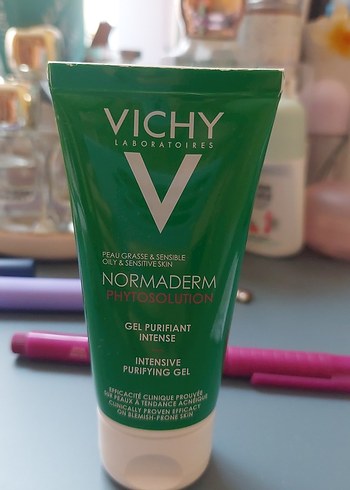 VICHY
LABORATOIRES
V
PEAU GRASSE & SENSIBLE
OILY & SENSITIVE SKIN
NORMADERM
PHYTOSOLUTION
GEL PURIFIANT
INTENSE
INTENSIVE
PURIFYING GEL
EFFICACITÉ CLINIQUE PROUVÉE
SUR PEAUX À TENDANCE ACNÉIQUE
CLINICALLY PROVEN EFFICACY
ON BLEMISH-PRONE SKIN